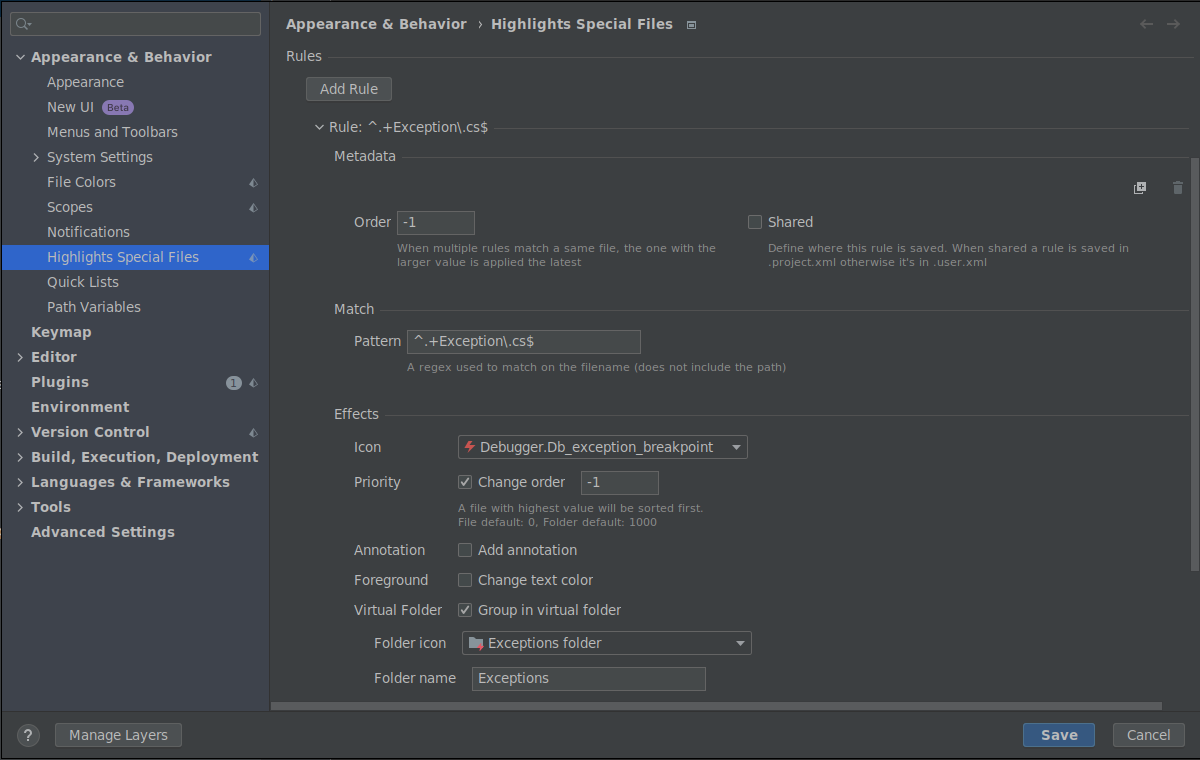 Appearance & Behavior
Appearance
New UI Beta
Menus and Toolbars
System Settings
File Colors
Scopes
Notifications
Highlights Special Files
Quick Lists
Path Variables
Keymap
Editor
Plugins 1
Environment
Version Control
Build, Execution, Deployment
Languages & Frameworks
Tools
Advanced Settings
Appearance & Behavior › Highlights Special Files
Rules
Add Rule
Rule: ^.+Exception\.cs$
Metadata
Order -1
When multiple rules match a same file, the one with the
larger value is applied the latest
Shared
Define where this rule is saved. When shared a rule is saved in
.project.xml otherwise it's in .user.xml
Match
Pattern ^.+Exception\.cs$
A regex used to match on the filename (does not include the path)
Effects
Icon Debugger.Db_exception_breakpoint
Priority Change order -1
A file with highest value will be sorted first.
File default: 0, Folder default: 1000
Annotation Add annotation
Foreground Change text color
Virtual Folder Group in virtual folder
Folder icon Exceptions folder
Folder name Exceptions
? Manage Layers Save Cancel